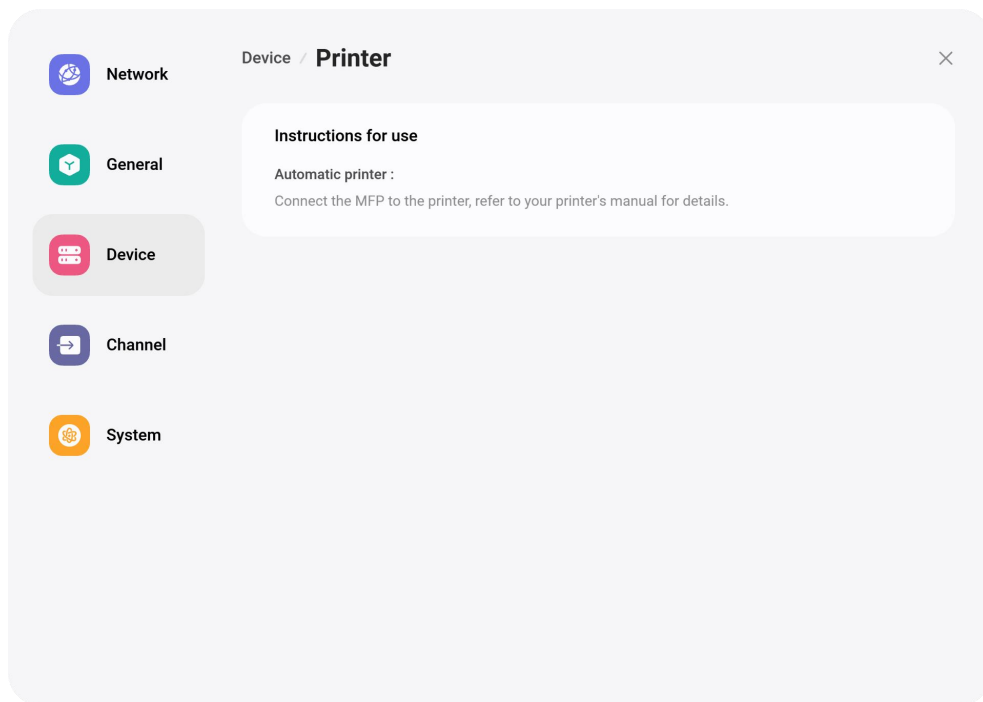 Network
General
Device
Channel
System
Device / Printer
Instructions for use
Automatic printer :
Connect the MFP to the printer, refer to your printer's manual for details.